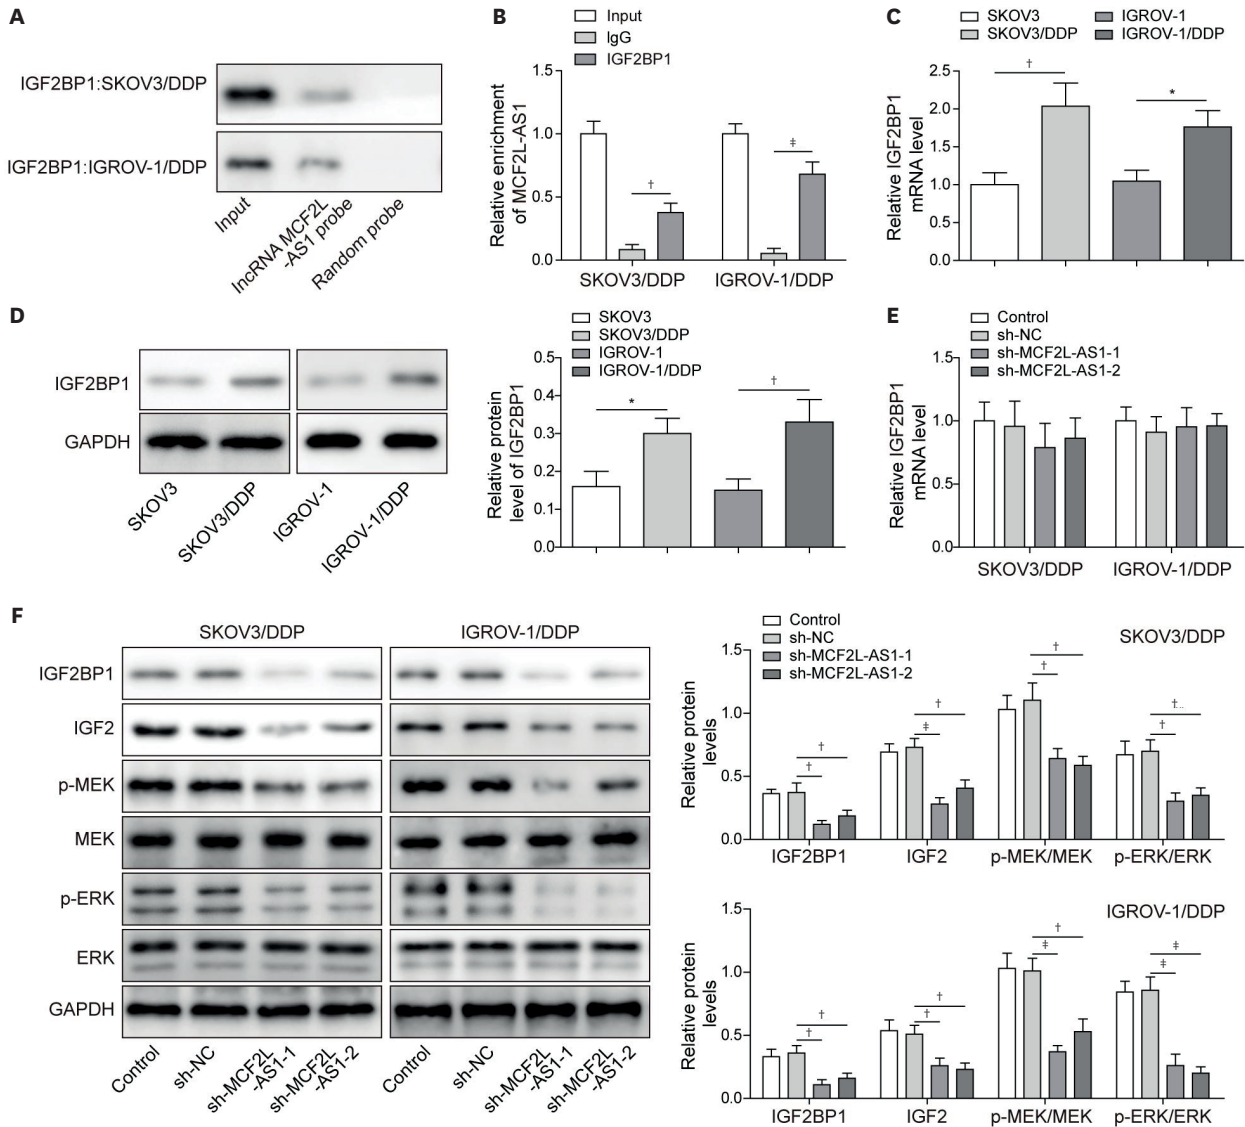 A
IGF2BP1:SKOV3/DDP
IGF2BP1:IGROV-1/DDP
Input
lncRNA MCF2L
-AS1 probe
Random probe
B
Input
IgG
IGF2BP1
Relative enrichment
of MCF2L-AS1
1.5
1.0
0.5
0.0
†
‡
SKOV3/DDP
IGROV-1/DDP
C
SKOV3
SKOV3/DDP
IGROV-1
IGROV-1/DDP
Relative IGF2BP1
mRNA level
2.5
2.0
1.5
1.0
0.5
0.0
†
*
D
IGF2BP1
GAPDH
SKOV3
SKOV3/DDP
IGROV-1
IGROV-1/DDP
SKOV3
SKOV3/DDP
IGROV-1
IGROV-1/DDP
Relative protein
level of IGF2BP1
0.5
0.4
0.3
0.2
0.1
0.0
*
†
E
Control
sh-NC
sh-MCF2L-AS1-1
sh-MCF2L-AS1-2
Relative IGF2BP1
mRNA level
1.5
1.0
0.5
0.0
SKOV3/DDP
IGROV-1/DDP
F
SKOV3/DDP
IGROV-1/DDP
IGF2BP1
IGF2
p-MEK
MEK
p-ERK
ERK
GAPDH
Control
sh-NC
sh-MCF2L
-AS1-1
sh-MCF2L
-AS1-2
Control
sh-NC
sh-MCF2L
-AS1-1
sh-MCF2L
-AS1-2
Control
sh-NC
sh-MCF2L-AS1-1
sh-MCF2L-AS1-2
SKOV3/DDP
Relative protein
levels
1.5
1.0
0.5
0.0
†
†
‡
†
†
†
†
†
IGF2BP1
IGF2
p-MEK/MEK
p-ERK/ERK
IGROV-1/DDP
Relative protein
levels
1.5
1.0
0.5
0.0
†
†
†
†
‡
†
‡
‡
IGF2BP1
IGF2
p-MEK/MEK
p-ERK/ERK